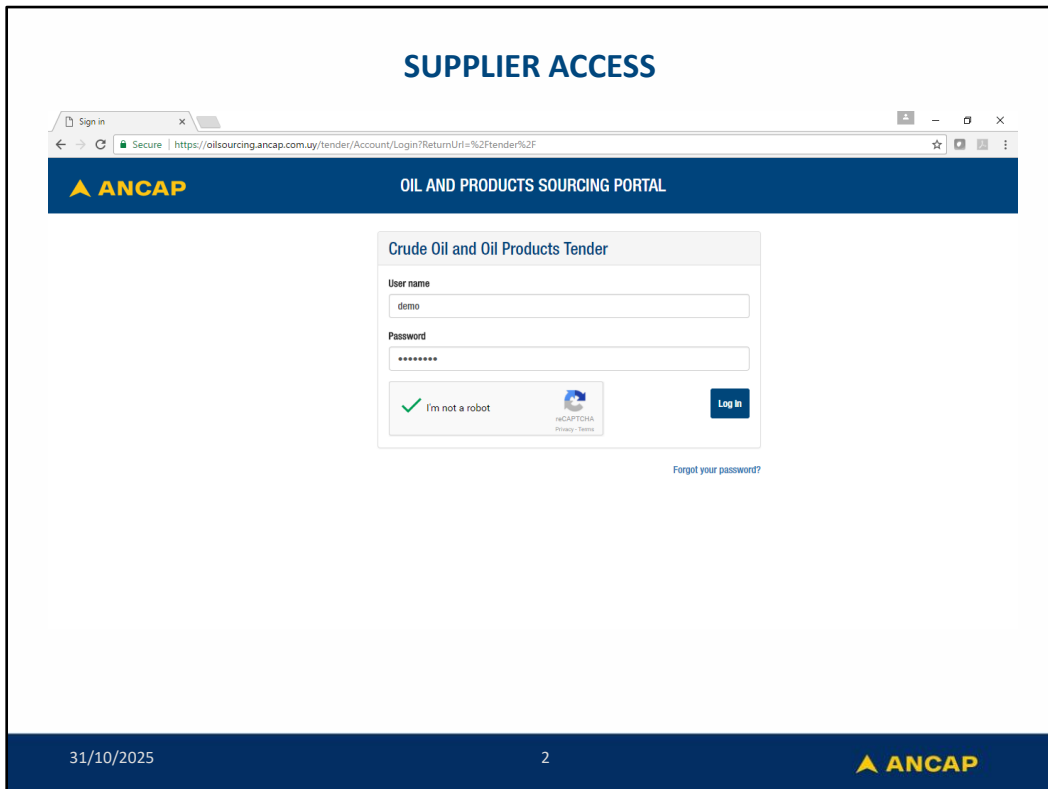 SUPPLIER ACCESS
Sign in
Secure | https://oilsourcing.ancap.com.uy/tender/Account/Login?ReturnUrl=%2Ftender%2F
ANCAP OIL AND PRODUCTS SOURCING PORTAL
Crude Oil and Oil Products Tender
User name
demo
Password
••••••••
I'm not a robot
reCAPTCHA
Privacy - Terms
Log In
Forgot your password?
31/10/2025 2 ANCAP